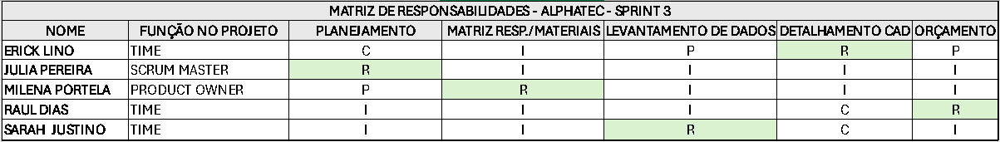 MATRIZ DE RESPONSABILIDADES - ALPHATEC - SPRINT 3
NOME FUNÇÃO NO PROJETO PLANEJAMENTO MATRIZ RESP./MATERIAIS LEVANTAMENTO DE DADOS DETALHAMENTO CAD ORÇAMENTO
ERICK LINO TIME C I P R P
JULIA PEREIRA SCRUM MASTER R I I I I
MILENA PORTELA PRODUCT OWNER P R I I I
RAUL DIAS TIME I I I C R
SARAH JUSTINO TIME I I R C I